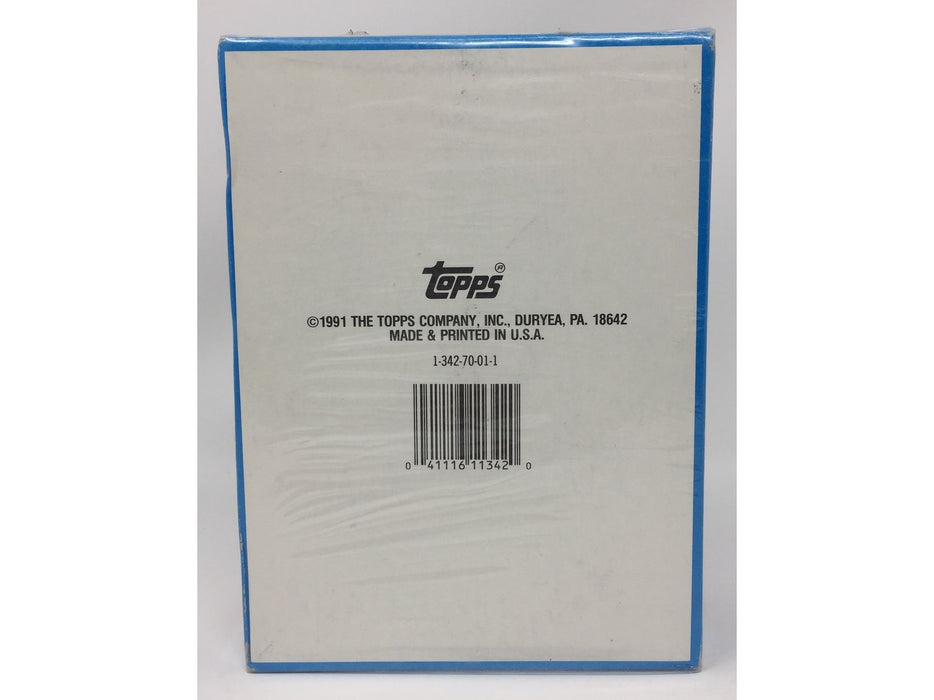 TOPPS®
©1991 THE TOPPS COMPANY, INC., DURYEA, PA. 18642
MADE & PRINTED IN U.S.A.
1-342-70-01-1
0 41116 11342 0